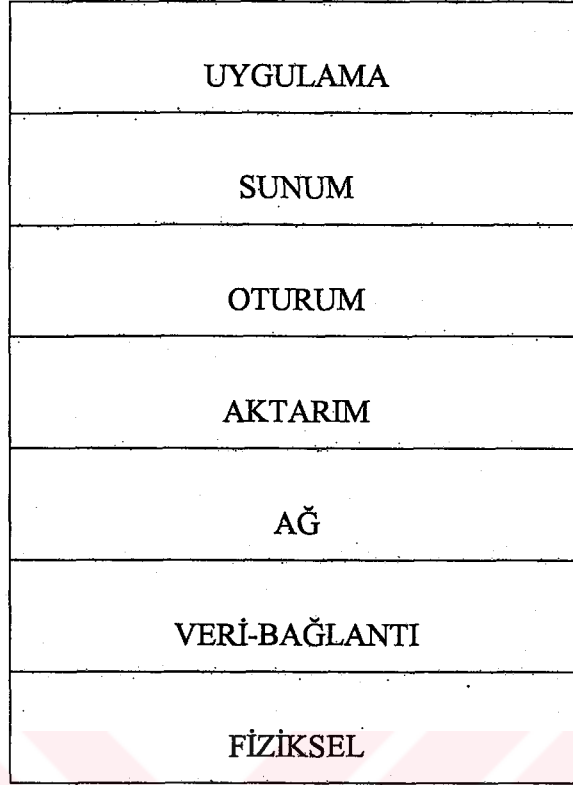 UYGULAMA
SUNUM
OTURUM
AKTARIM
AĞ
VERİ-BAĞLANTI
FİZİKSEL